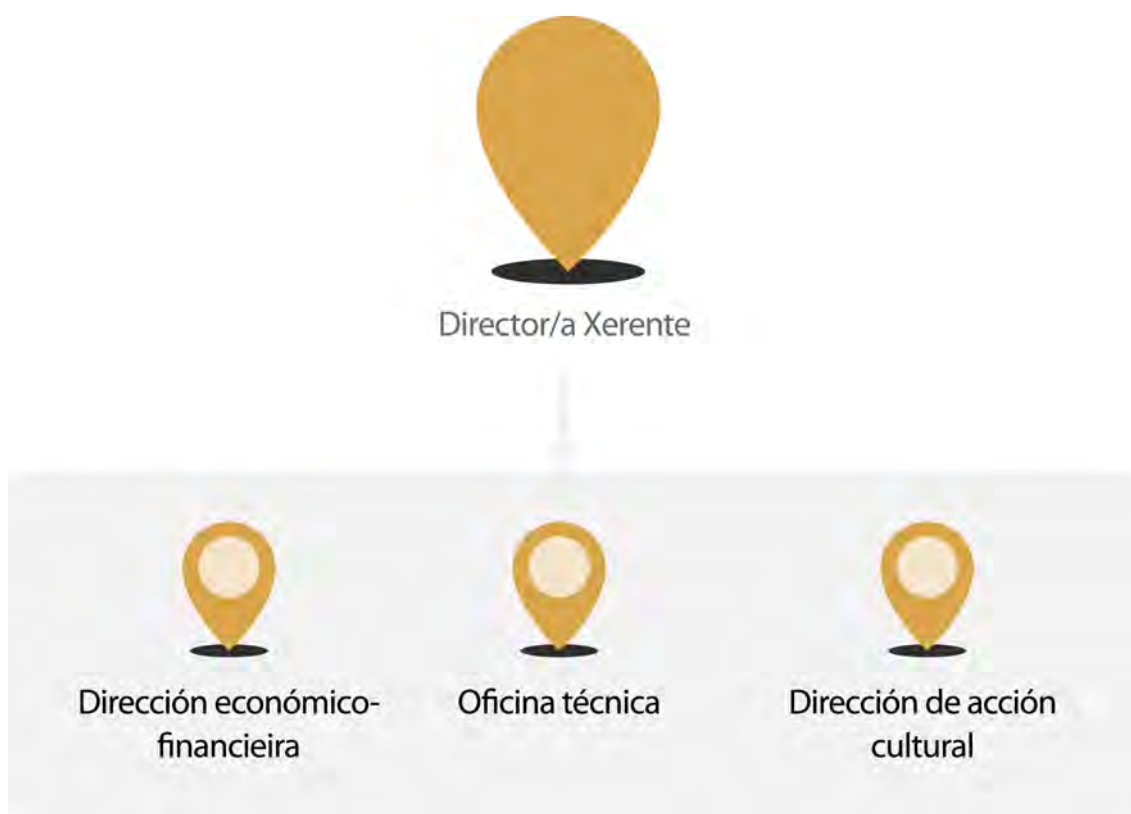 Director/a Xerente
Dirección económico-
financieira
Oficina técnica
Dirección de acción
cultural